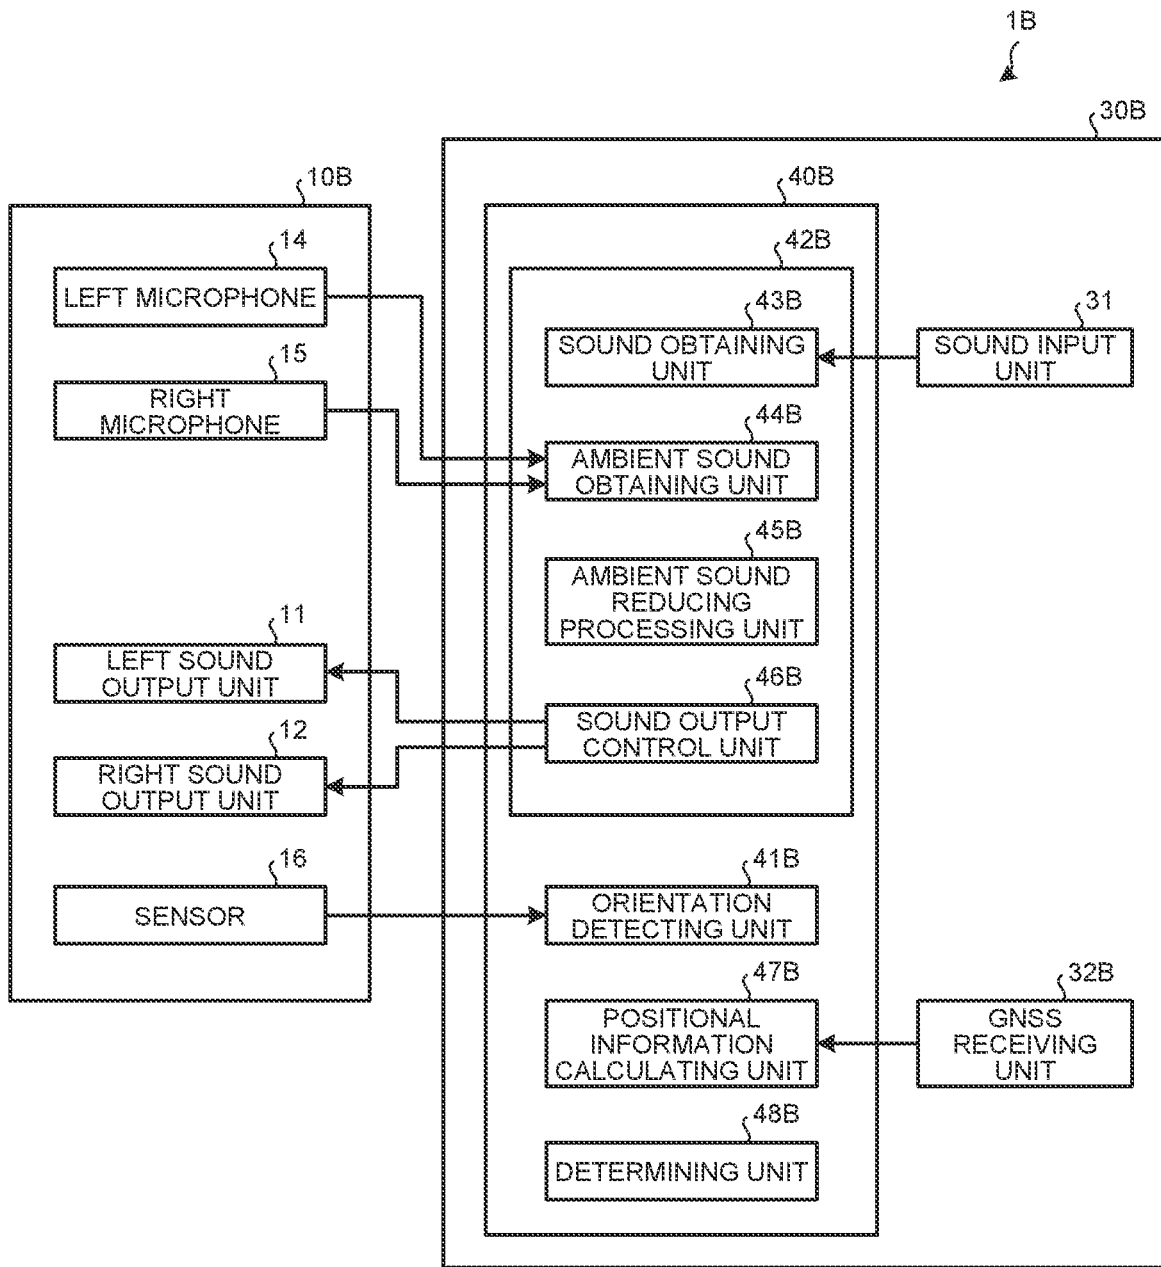 1B
30B
10B
40B
14
LEFT MICROPHONE
15
RIGHT
MICROPHONE
11
LEFT SOUND
OUTPUT UNIT
12
RIGHT SOUND
OUTPUT UNIT
16
SENSOR
42B
43B
SOUND OBTAINING
UNIT
44B
AMBIENT SOUND
OBTAINING UNIT
45B
AMBIENT SOUND
REDUCING
PROCESSING UNIT
46B
SOUND OUTPUT
CONTROL UNIT
41B
ORIENTATION
DETECTING UNIT
47B
POSITIONAL
INFORMATION
CALCULATING UNIT
48B
DETERMINING UNIT
31
SOUND INPUT
UNIT
32B
GNSS
RECEIVING
UNIT